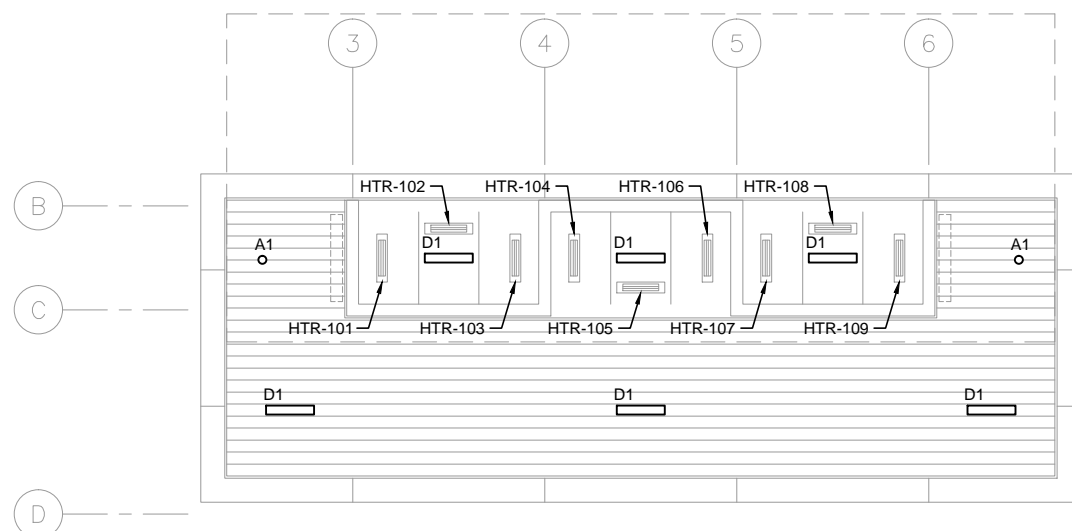 3 4 5 6
B
HTR-102 HTR-104 HTR-106 HTR-108
A1 D1 D1 D1 A1
C
HTR-101 HTR-103 HTR-105 HTR-107 HTR-109
D1 D1 D1
D